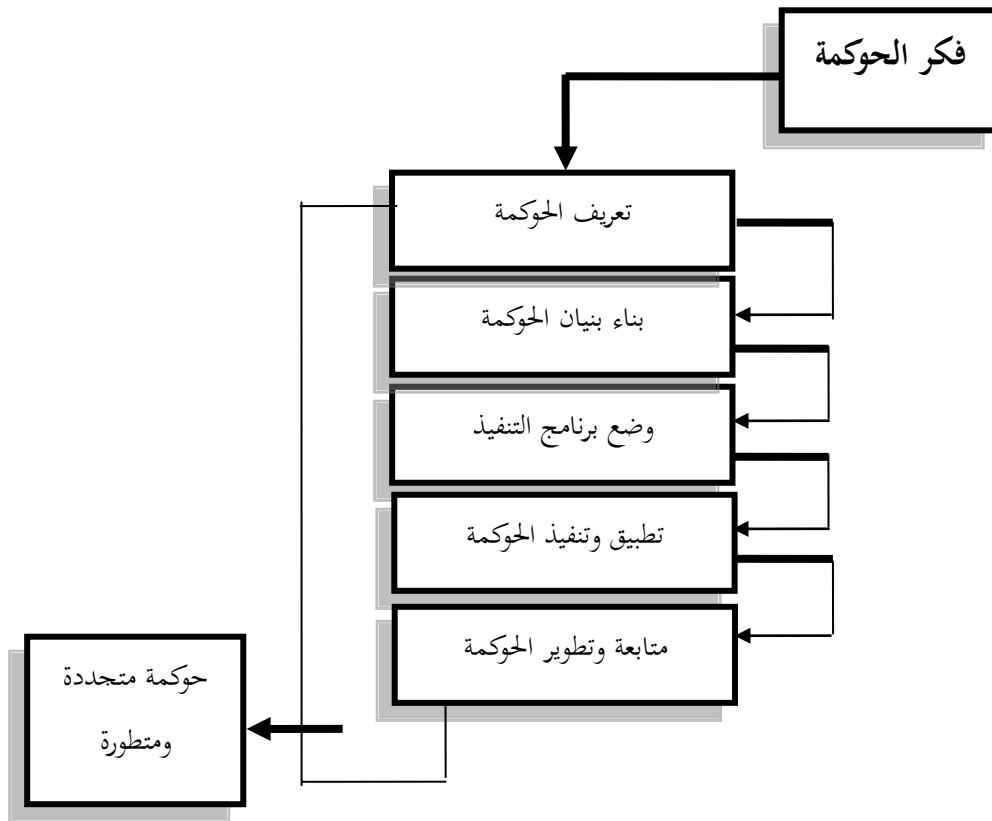 فكر الحوكمة
تعريف الحوكمة
بناء بنيان الحوكمة
وضع برنامج التنفيذ
تطبيق وتنفيذ الحوكمة
متابعة وتطوير الحوكمة
حوكمة متجددة
ومتطورة